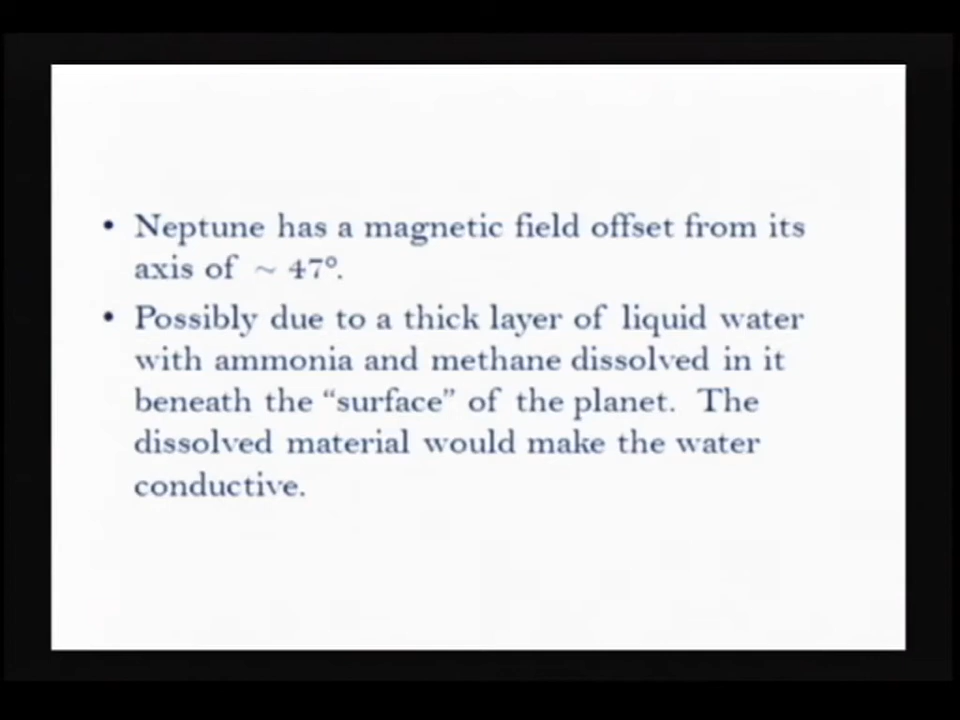 • Neptune has a magnetic field offset from its
axis of ~ 47°.
• Possibly due to a thick layer of liquid water
with ammonia and methane dissolved in it
beneath the “surface” of the planet. The
dissolved material would make the water
conductive.